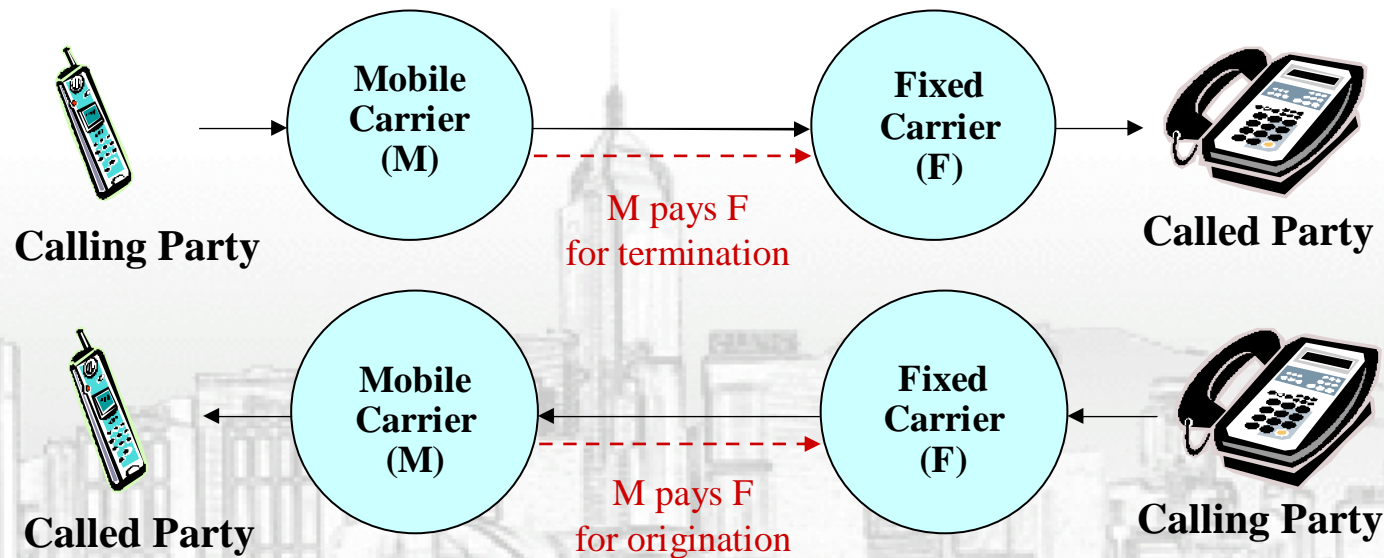 Mobile
Carrier
(M)
Fixed
Carrier
(F)
M pays F
for termination
Calling Party
Called Party
Mobile
Carrier
(M)
Fixed
Carrier
(F)
M pays F
for origination
Called Party
Calling Party